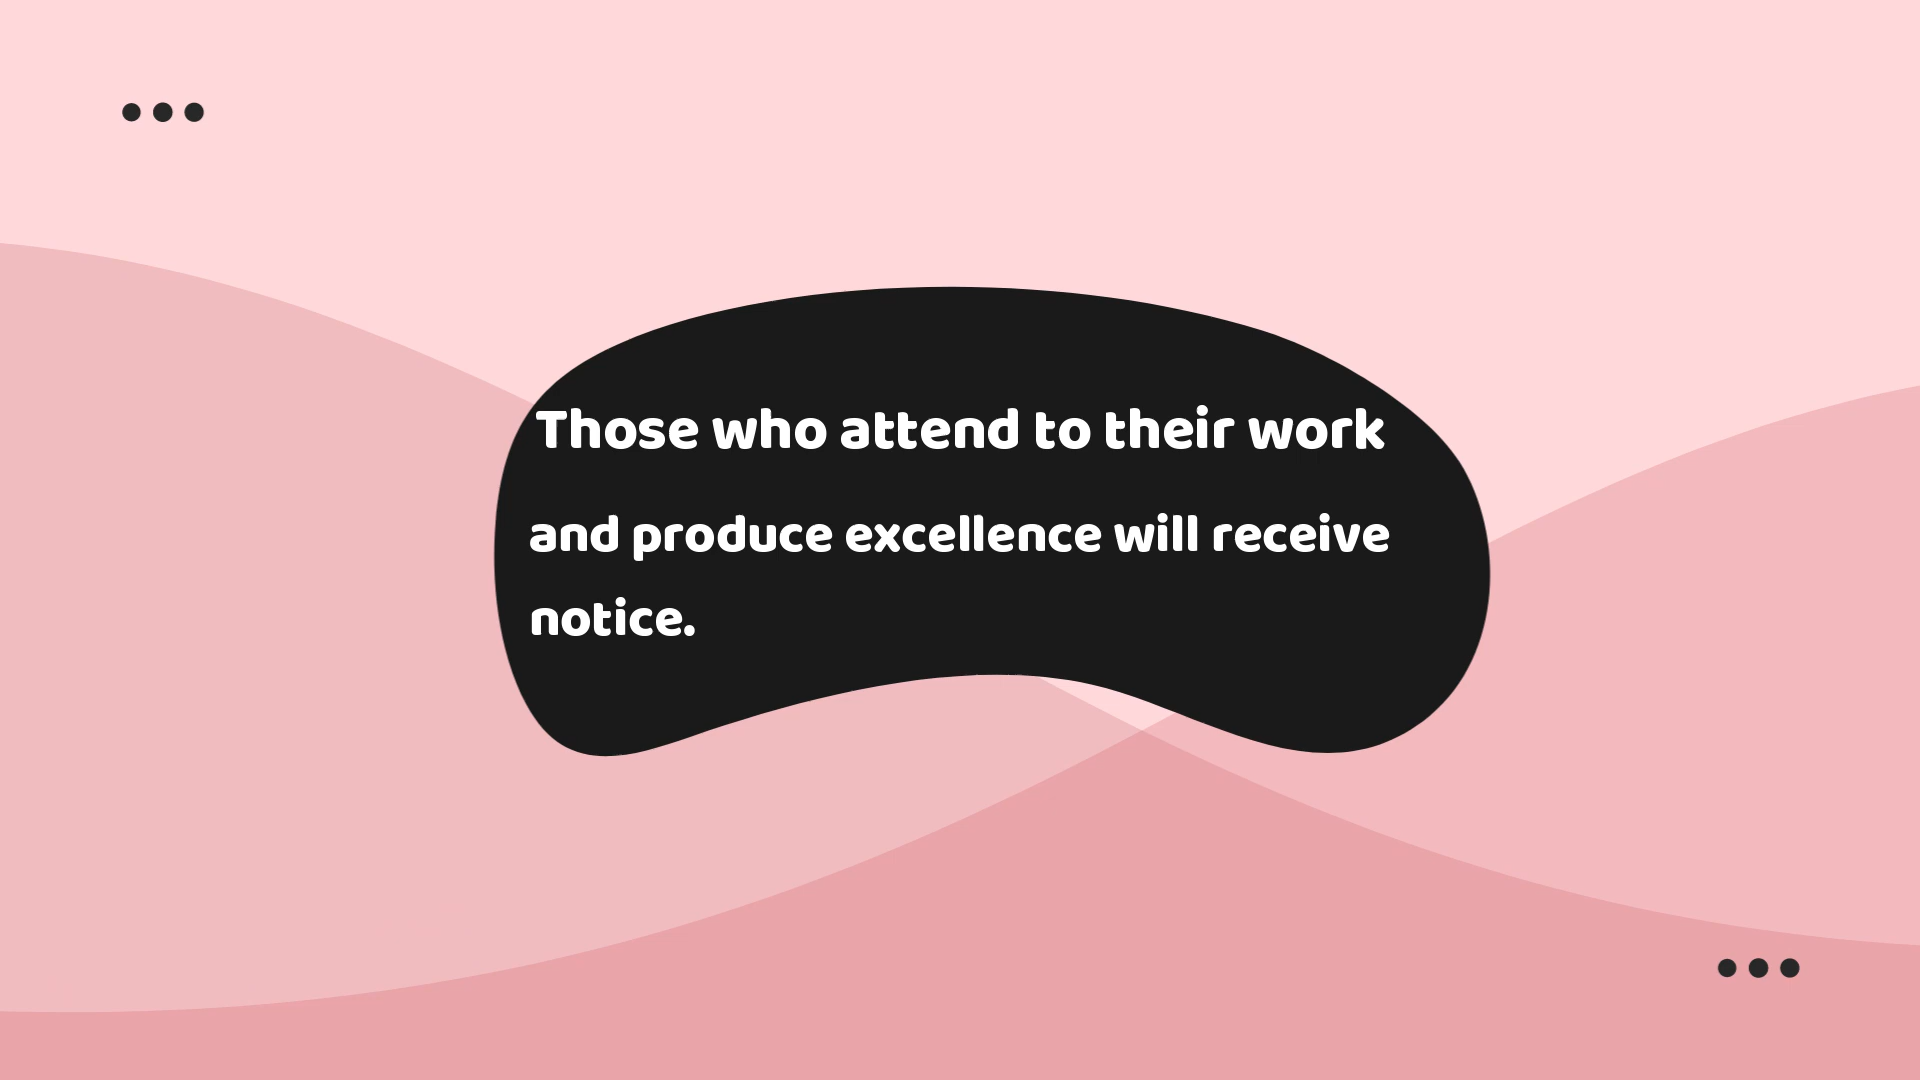 Those who attend to their work
and produce excellence will receive
notice.